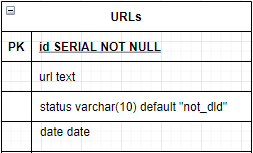 URLs
PK id SERIAL NOT NULL
url text
status varchar(10) default "not_dld"
date date